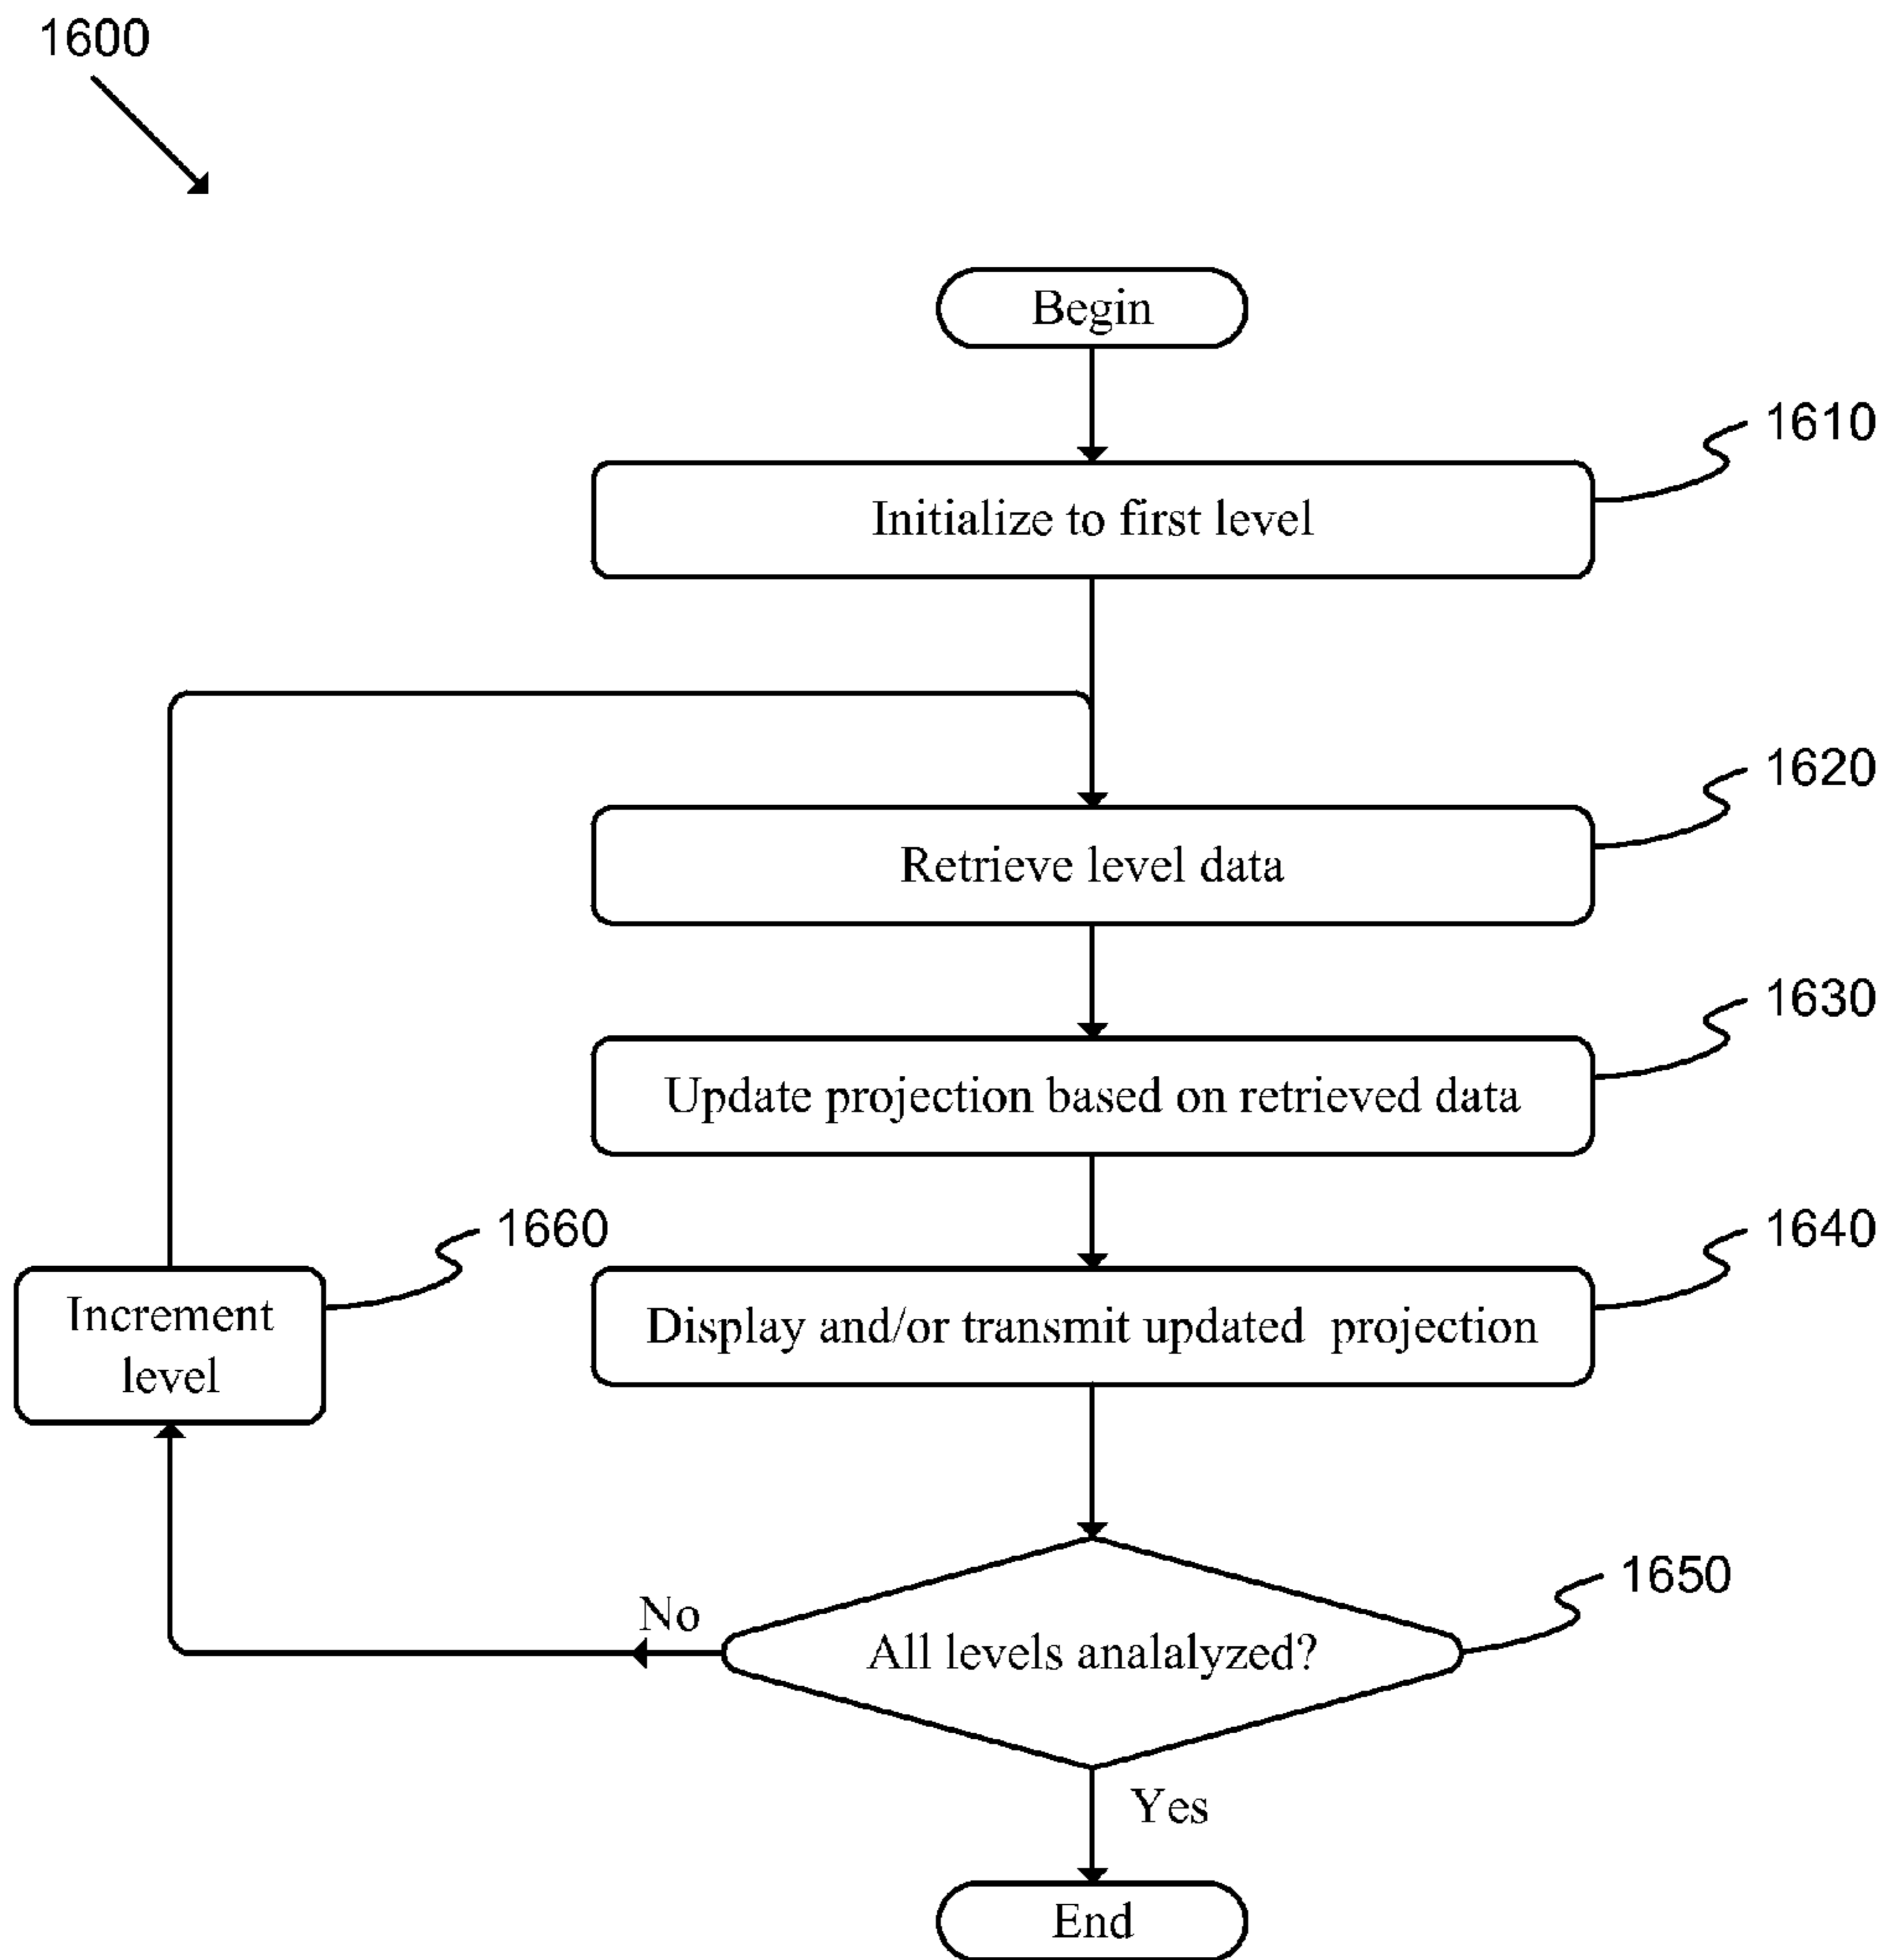 1600
Begin
1610
Initialize to first level
1620
Retrieve level data
1630
Update projection based on retrieved data
1660
1640
Increment
level
Display and/or transmit updated projection
1650
No
All levels analalyzed?
Yes
End